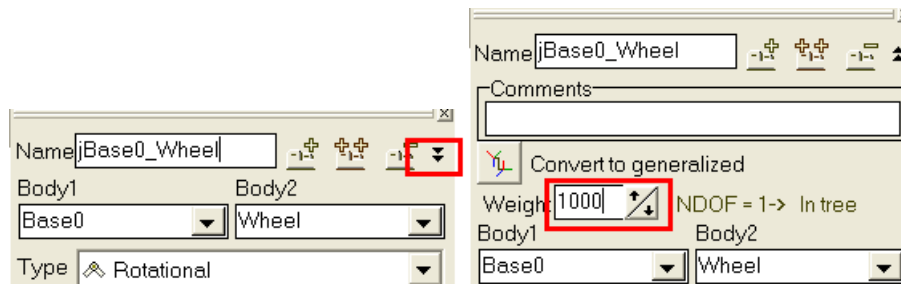 Name jBase0_Wheel
Body1 Body2
Base0 Wheel
Type Rotational
Name jBase0_Wheel
Comments
Convert to generalized
Weigh 1000 NDOF = 1-> In tree
Body1 Body2
Base0 Wheel